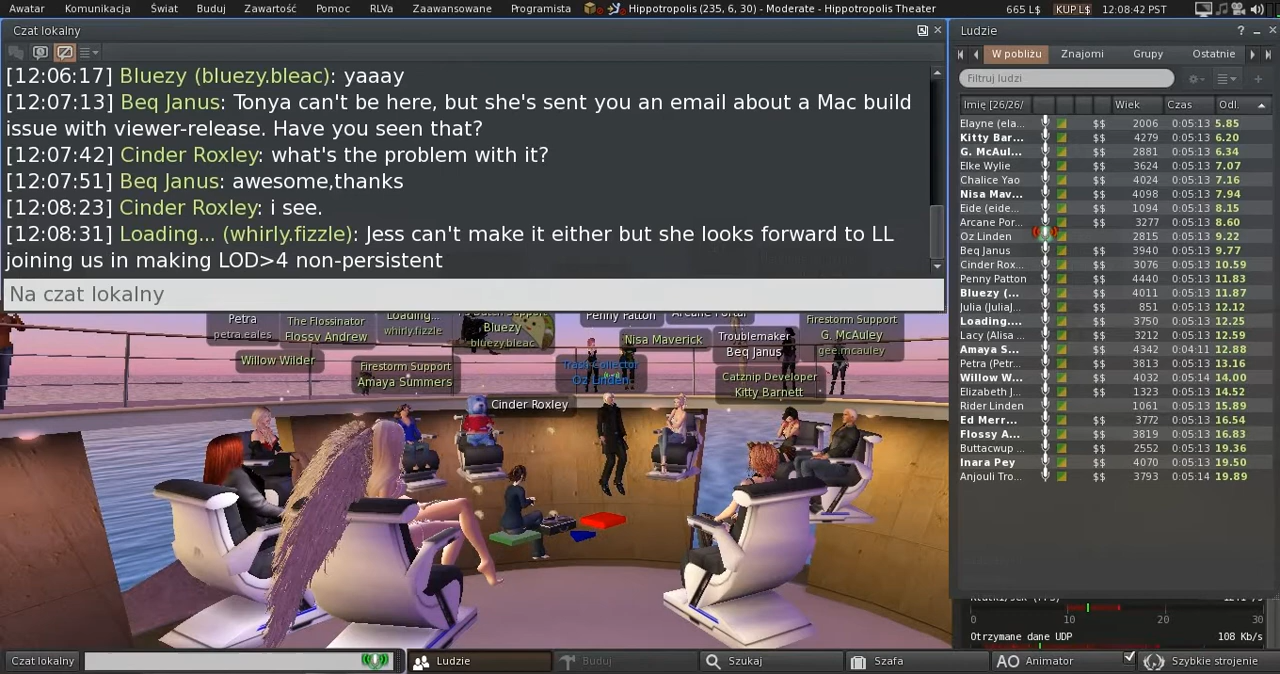 Awatar Komunikacja Świat Buduj Zawartość Pomoc RLVa Zaawansowane Programista Hippotropolis (235, 6, 30) - Moderate - Hippotropolis Theater 665 L$ KUP L$ 12:08:42 PST
Czat lokalny
[12:06:17] Bluezy (bluezy.bleac): yaaay
[12:07:13] Beq Janus: Tonya can't be here, but she's sent you an email about a Mac build
issue with viewer-release. Have you seen that?
[12:07:42] Cinder Roxley: what's the problem with it?
[12:07:51] Beq Janus: awesome,thanks
[12:08:23] Cinder Roxley: i see.
[12:08:31] Loading... (whirly.fizzle): Jess can't make it either but she looks forward to LL
joining us in making LOD>4 non-persistent
Na czat lokalny
Petra
petra.eales
The Flossinator
Flossy Andrew
Loading...
whirly.fizzle
Bluezy
bluezy.bleac
Penny Patton
Nisa Maverick
Troublemaker
Beq Janus
Firestorm Support
G. McAuley
gee.mcauley
Willow Wilder
Firestorm Support
Amaya Summers
Oz Linden
Catznip Developer
Kitty Barnett
Cinder Roxley
Ludzie ?
W pobliżu Znajomi Grupy Ostatnie
Filtruj ludzi
Imię [26/26/ Wiek Czas Odl.
Elayne (ela... $$ 2006 0:05:13 5.85
Kitty Bar... $$ 4279 0:05:13 6.20
G. McAul... $$ 2881 0:05:13 6.34
Elke Wylie $$ 3624 0:05:13 7.07
Chalice Yao $$ 4024 0:05:13 7.16
Nisa Mav... $$ 4098 0:05:13 7.94
Eide (eide... $$ 1094 0:05:13 8.15
Arcane Por... $$ 3277 0:05:13 8.60
Oz Linden 2815 0:05:13 9.22
Beq Janus $$ 3940 0:05:13 9.77
Cinder Rox... $$ 3076 0:05:13 10.59
Penny Patton $$ 4440 0:05:13 11.83
Bluezy (... $$ 4011 0:05:13 11.87
Julia (JuliaJ... $$ 851 0:05:13 12.12
Loading.... $$ 3750 0:05:13 12.25
Lacy (Alisa ... $$ 3212 0:05:13 12.59
Amaya S... $$ 4342 0:04:11 12.88
Petra (Petr... $$ 3813 0:05:13 13.16
Willow W... $$ 4032 0:05:14 14.00
Elizabeth J... $$ 1323 0:05:13 14.52
Rider Linden 1061 0:05:13 15.89
Ed Merr... $$ 3772 0:05:13 16.54
Flossy A... $$ 3819 0:05:13 16.83
Buttacwup ... $$ 2552 0:05:13 19.36
Inara Pey $$ 4070 0:05:13 19.50
Anjouli Tro... $$ 3793 0:05:14 19.89
0 10 20 30
Otrzymane dane UDP 108 Kb/s
Czat lokalny Ludzie Buduj Szukaj Szafa AO Animator Szybkie strojenie